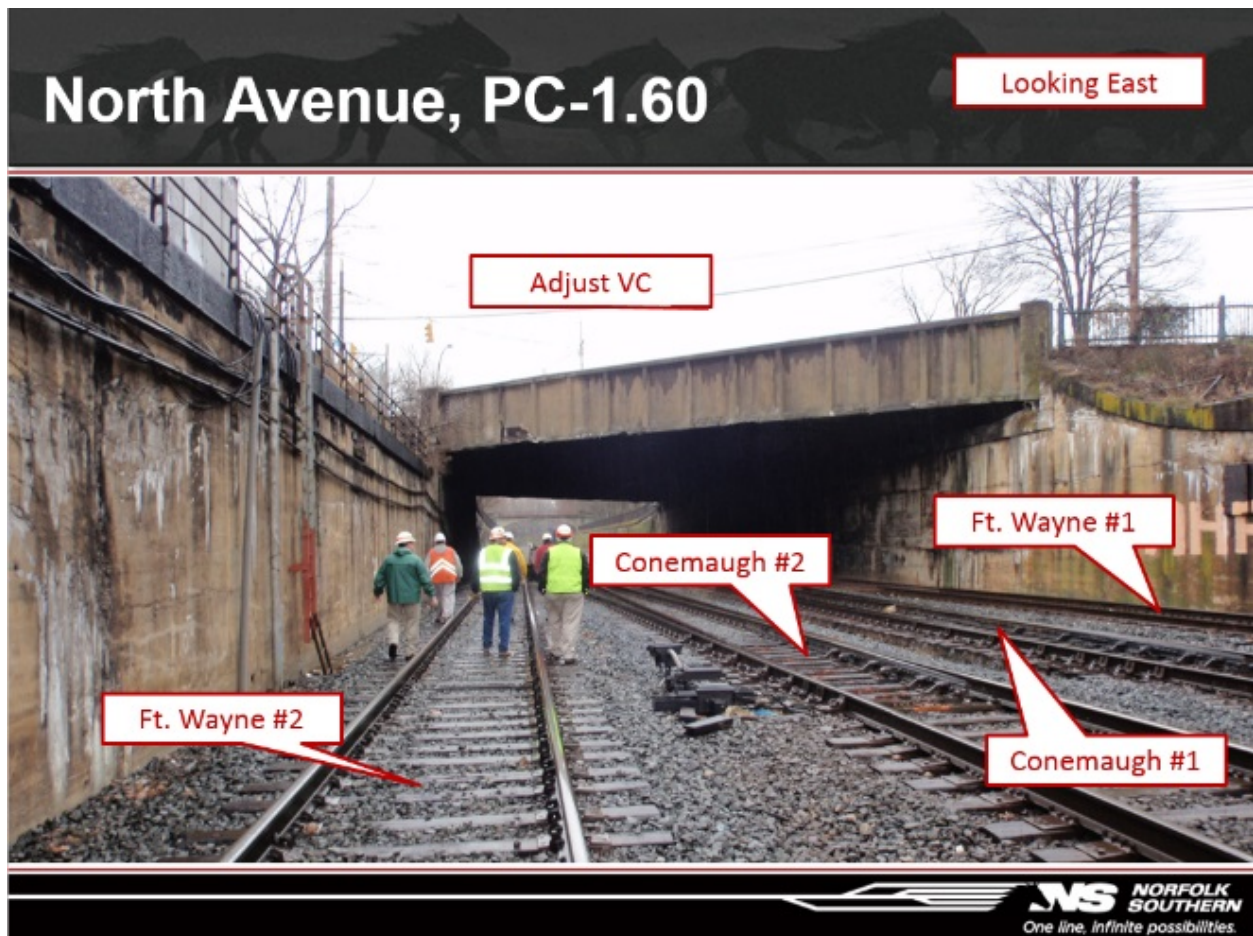 North Avenue, PC-1.60
Looking East
Adjust VC
Ft. Wayne #1
Conemaugh #2
Ft. Wayne #2
Conemaugh #1
NS NORFOLK
SOUTHERN
One line, infinite possibilities.